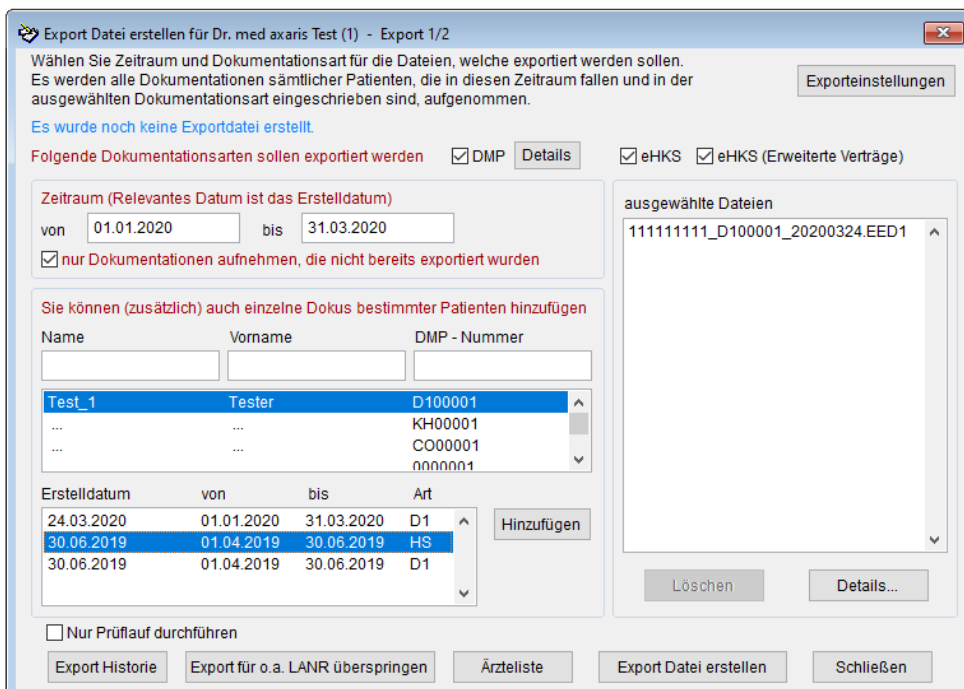 Export Datei erstellen für Dr. med axaris Test (1) - Export 1/2
Wählen Sie Zeitraum und Dokumentationsart für die Dateien, welche exportiert werden sollen.
Es werden alle Dokumentationen sämtlicher Patienten, die in diesen Zeitraum fallen und in der
ausgewählten Dokumentationsart eingeschrieben sind, aufgenommen.
Exporteinstellungen
Es wurde noch keine Exportdatei erstellt.
Folgende Dokumentationsarten sollen exportiert werden DMP Details eHKS eHKS (Erweiterte Verträge)
Zeitraum (Relevantes Datum ist das Erstelldatum)
von 01.01.2020 bis 31.03.2020
nur Dokumentationen aufnehmen, die nicht bereits exportiert wurden
Sie können (zusätzlich) auch einzelne Dokus bestimmter Patienten hinzufügen
Name Vorname DMP - Nummer
Test_1 Tester D100001
... ... KH00001
... ... CO00001
0000001
Erstelldatum von bis Art
24.03.2020 01.01.2020 31.03.2020 D1
30.06.2019 01.04.2019 30.06.2019 HS
30.06.2019 01.04.2019 30.06.2019 D1
Hinzufügen
ausgewählte Dateien
111111111_D100001_20200324.EED1
Löschen Details...
Nur Prüflauf durchführen
Export Historie Export für o.a. LANR überspringen Ärzteliste Export Datei erstellen Schließen